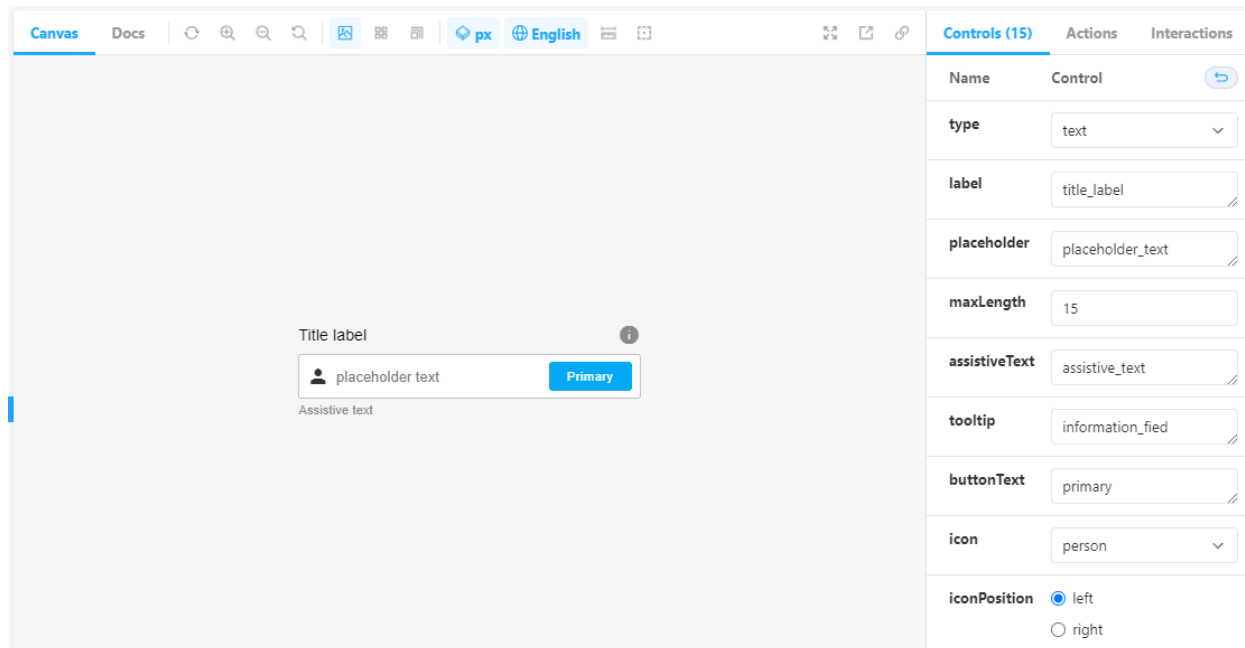 Canvas Docs px English Controls (15) Actions Interactions
Name Control
type text
label title_label
placeholder placeholder_text
maxLength 15
Title label
placeholder text Primary
Assistive text
assistiveText assistive_text
tooltip information_fied
buttonText primary
icon person
iconPosition left
right